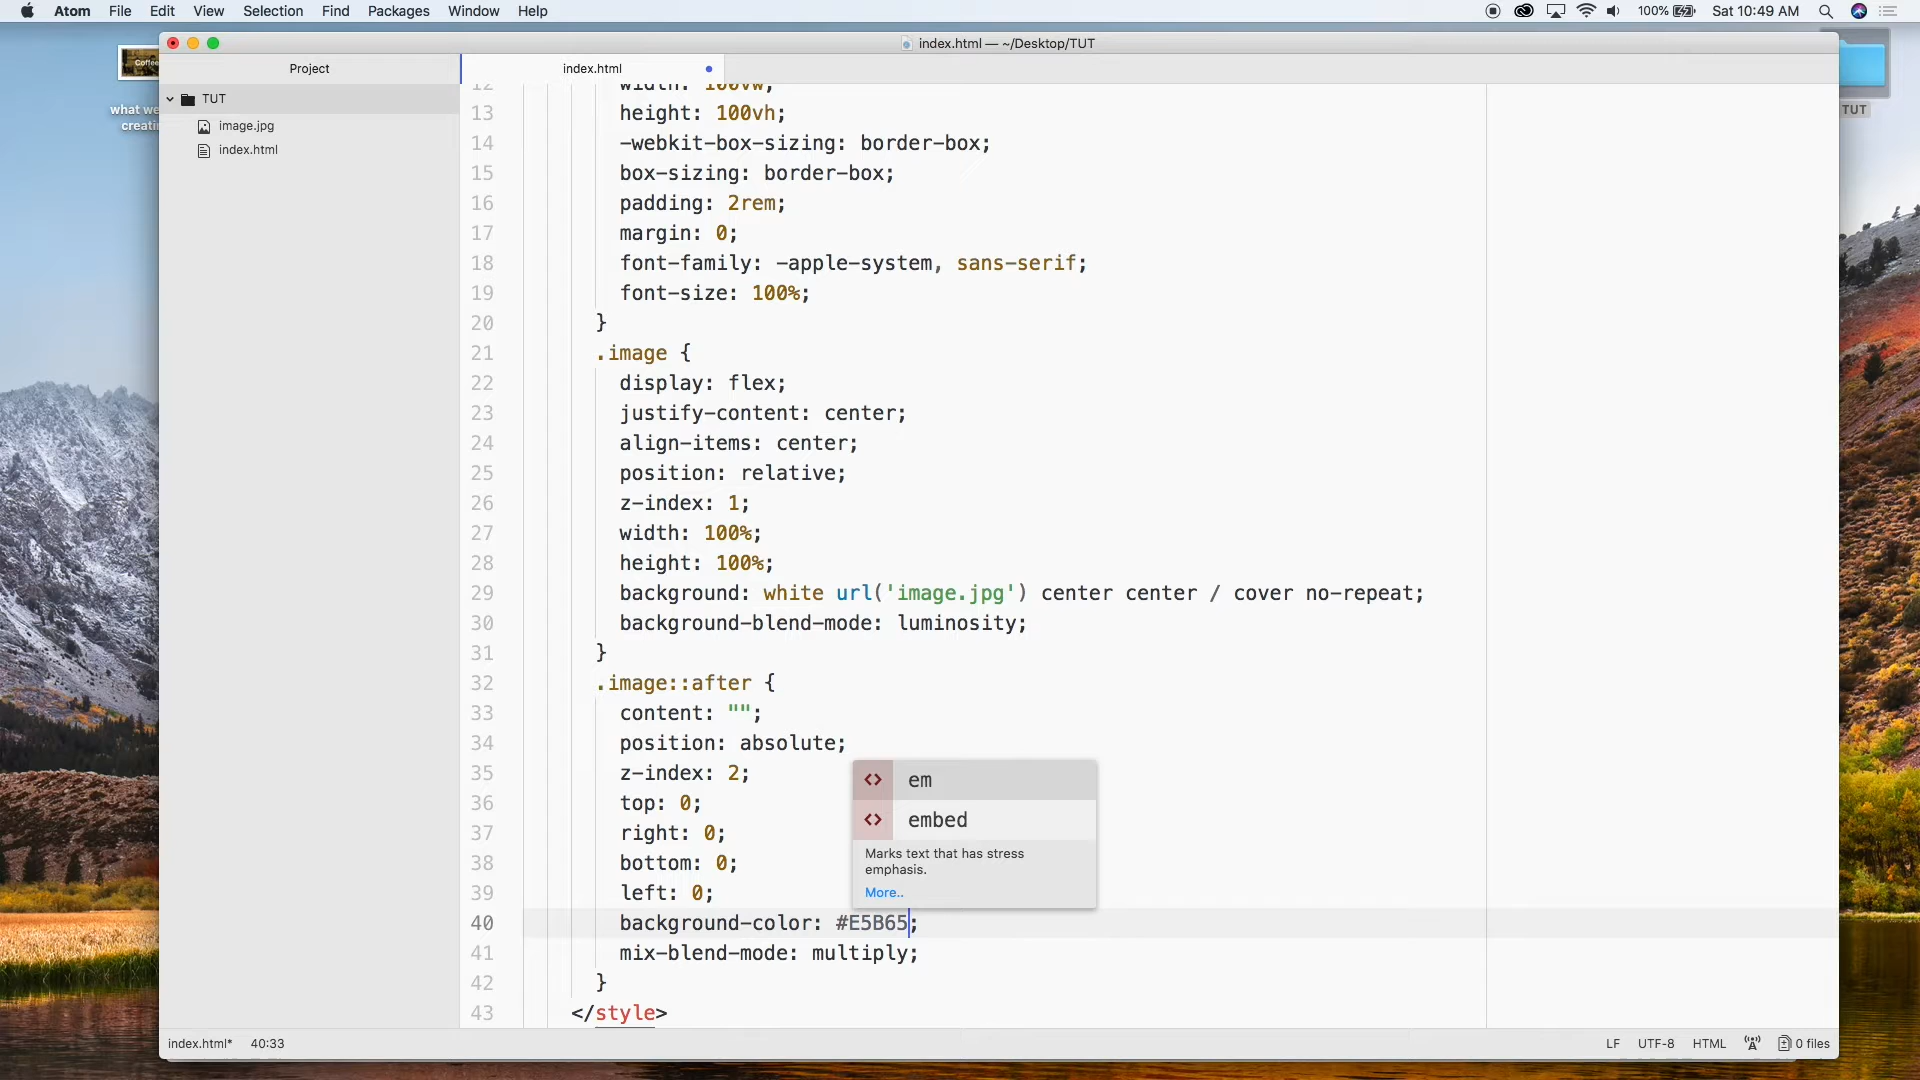 Atom File Edit View Selection Find Packages Window Help 100% Sat 10:49 AM
index.html — ~/Desktop/TUT
Coffee
what we
creatin
TUT
Project
TUT
image.jpg
index.html
index.html
12 width: 100vw;
13 height: 100vh;
14 -webkit-box-sizing: border-box;
15 box-sizing: border-box;
16 padding: 2rem;
17 margin: 0;
18 font-family: -apple-system, sans-serif;
19 font-size: 100%;
20 }
21 .image {
22 display: flex;
23 justify-content: center;
24 align-items: center;
25 position: relative;
26 z-index: 1;
27 width: 100%;
28 height: 100%;
29 background: white url('image.jpg') center center / cover no-repeat;
30 background-blend-mode: luminosity;
31 }
32 .image::after {
33 content: "";
34 position: absolute;
35 z-index: 2;
36 top: 0;
37 right: 0;
38 bottom: 0;
39 left: 0;
40 background-color: #E5B65;
41 mix-blend-mode: multiply;
42 }
43 </style>
<> em
<> embed
Marks text that has stress
emphasis.
More..
index.html* 40:33 LF UTF-8 HTML 0 files